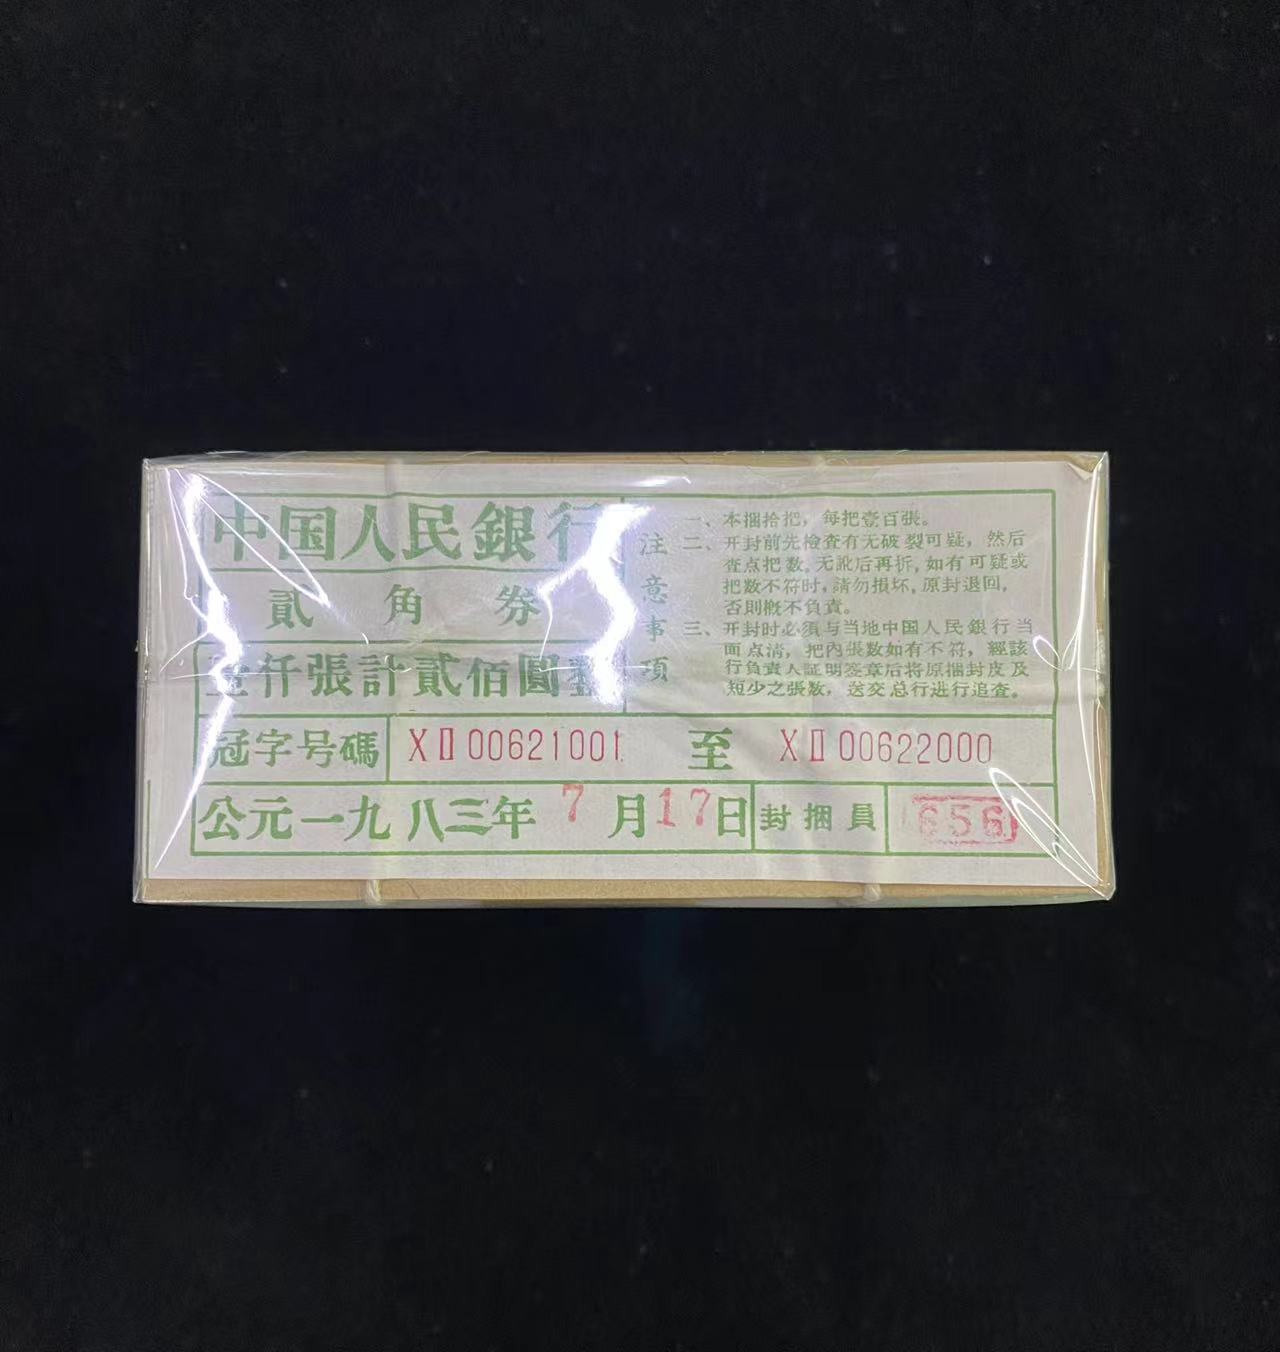 中国人民銀行
貳角券
壹仟張計貳佰圓整
注意事項
一、本捆拾把，每把壹百張。
二、开封前先檢查有无破裂可疑，然后
查点把数，无訛后再拆，如有可疑或
把数不符时，請勿損坏，原封退回，
否則概不負責。
三、开封时必須与当地中国人民銀行当
面点清，把內張数如有不符，經該
行負責人証明签章后将原捆封皮及
短少之張数，送交总行进行追查。
冠字号碼 XⅡ00621001 至 XⅡ00622000
公元一九八三年7月17日 封捆員 656